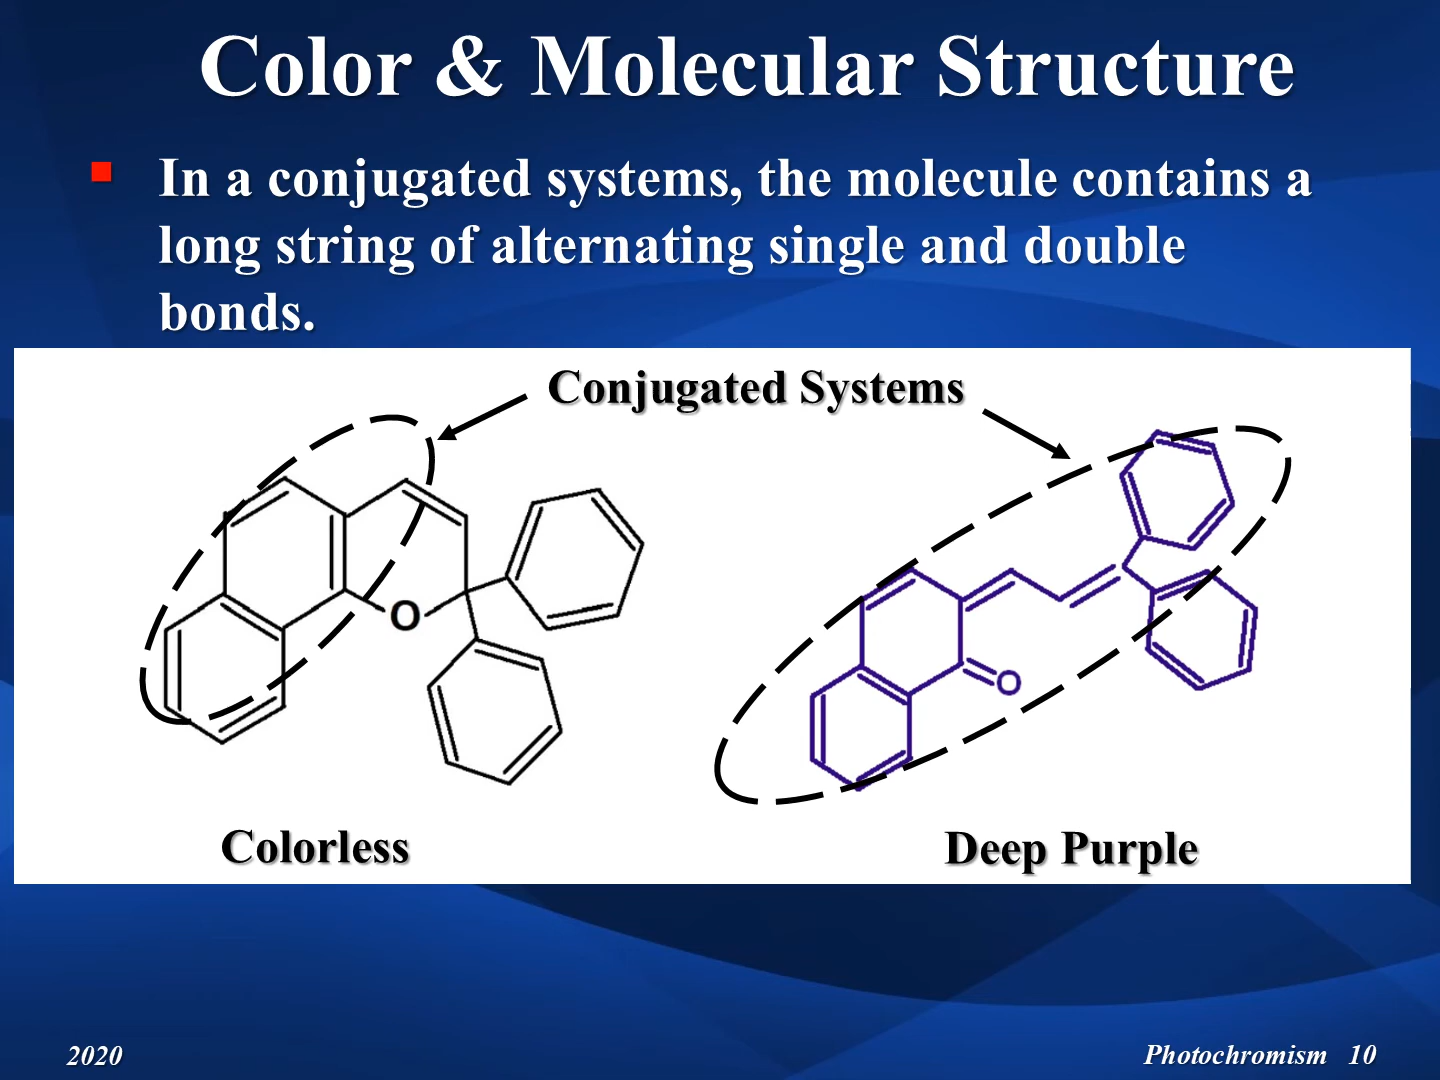 Color & Molecular Structure
In a conjugated systems, the molecule contains a
long string of alternating single and double
bonds.
Conjugated Systems
O
O
Colorless
Deep Purple
2020
Photochromism 10